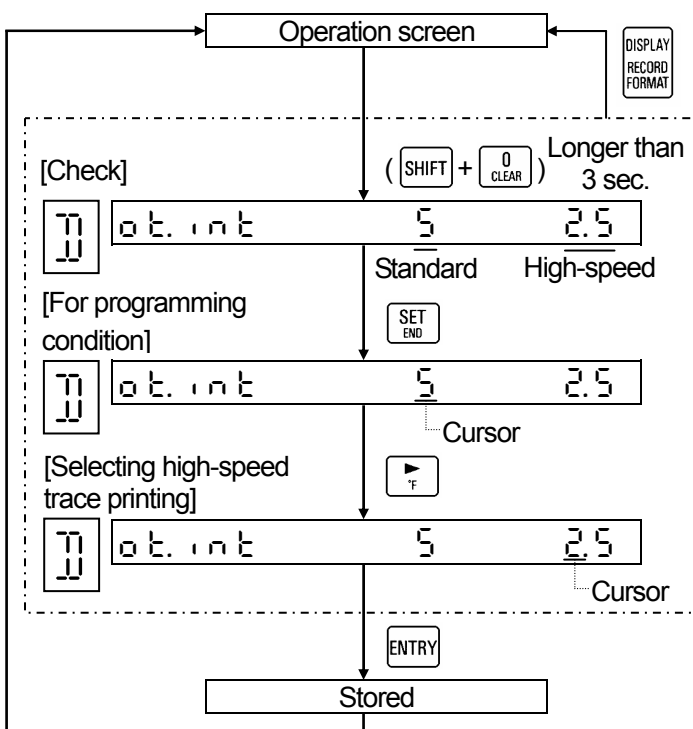 Operation screen
DISPLAY
RECORD
FORMAT
[Check]
( SHIFT + 0 CLEAR ) Longer than
3 sec.
ot. int 5 2.5
Standard High-speed
[For programming
condition]
SET
END
ot. int 5 2.5
Cursor
[Selecting high-speed
trace printing]
°F
ot. int 5 2.5
Cursor
ENTRY
Stored